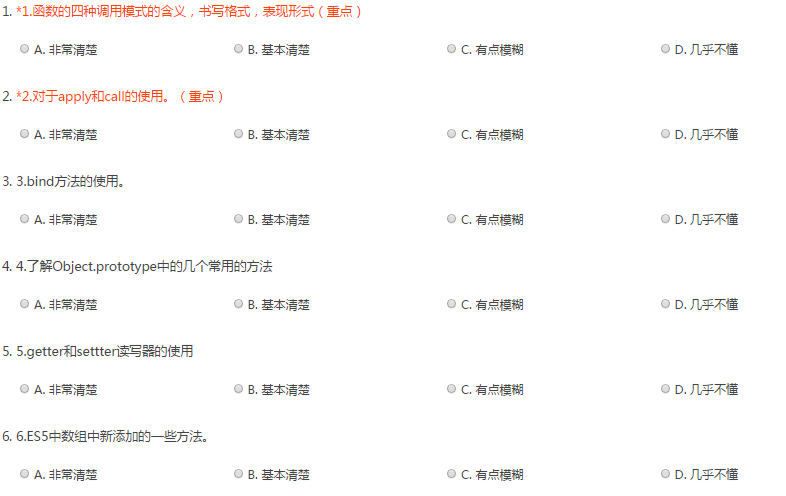 1. *1.函数的四种调用模式的含义，书写格式，表现形式（重点）
A. 非常清楚 B. 基本清楚 C. 有点模糊 D. 几乎不懂
2. *2.对于apply和call的使用。（重点）
A. 非常清楚 B. 基本清楚 C. 有点模糊 D. 几乎不懂
3. 3.bind方法的使用。
A. 非常清楚 B. 基本清楚 C. 有点模糊 D. 几乎不懂
4. 4.了解Object.prototype中的几个常用的方法
A. 非常清楚 B. 基本清楚 C. 有点模糊 D. 几乎不懂
5. 5.getter和settter读写器的使用
A. 非常清楚 B. 基本清楚 C. 有点模糊 D. 几乎不懂
6. 6.ES5中数组中新添加的一些方法。
A. 非常清楚 B. 基本清楚 C. 有点模糊 D. 几乎不懂